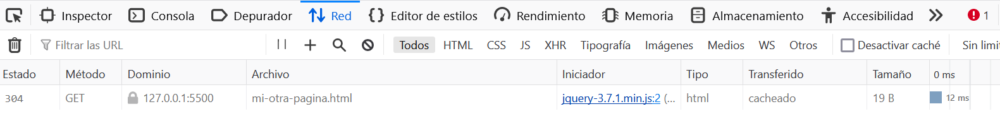 Inspector Consola Depurador Red Editor de estilos Rendimiento Memoria Almacenamiento Accesibilidad 1
Filtrar las URL Todos HTML CSS JS XHR Tipografía Imágenes Medios WS Otros Desactivar caché Sin limit
Estado Método Dominio Archivo Iniciador Tipo Transferido Tamaño 0 ms
304 GET 127.0.0.1:5500 mi-otra-pagina.html jquery-3.7.1.min.js:2 (... html cacheado 19 B 12 ms